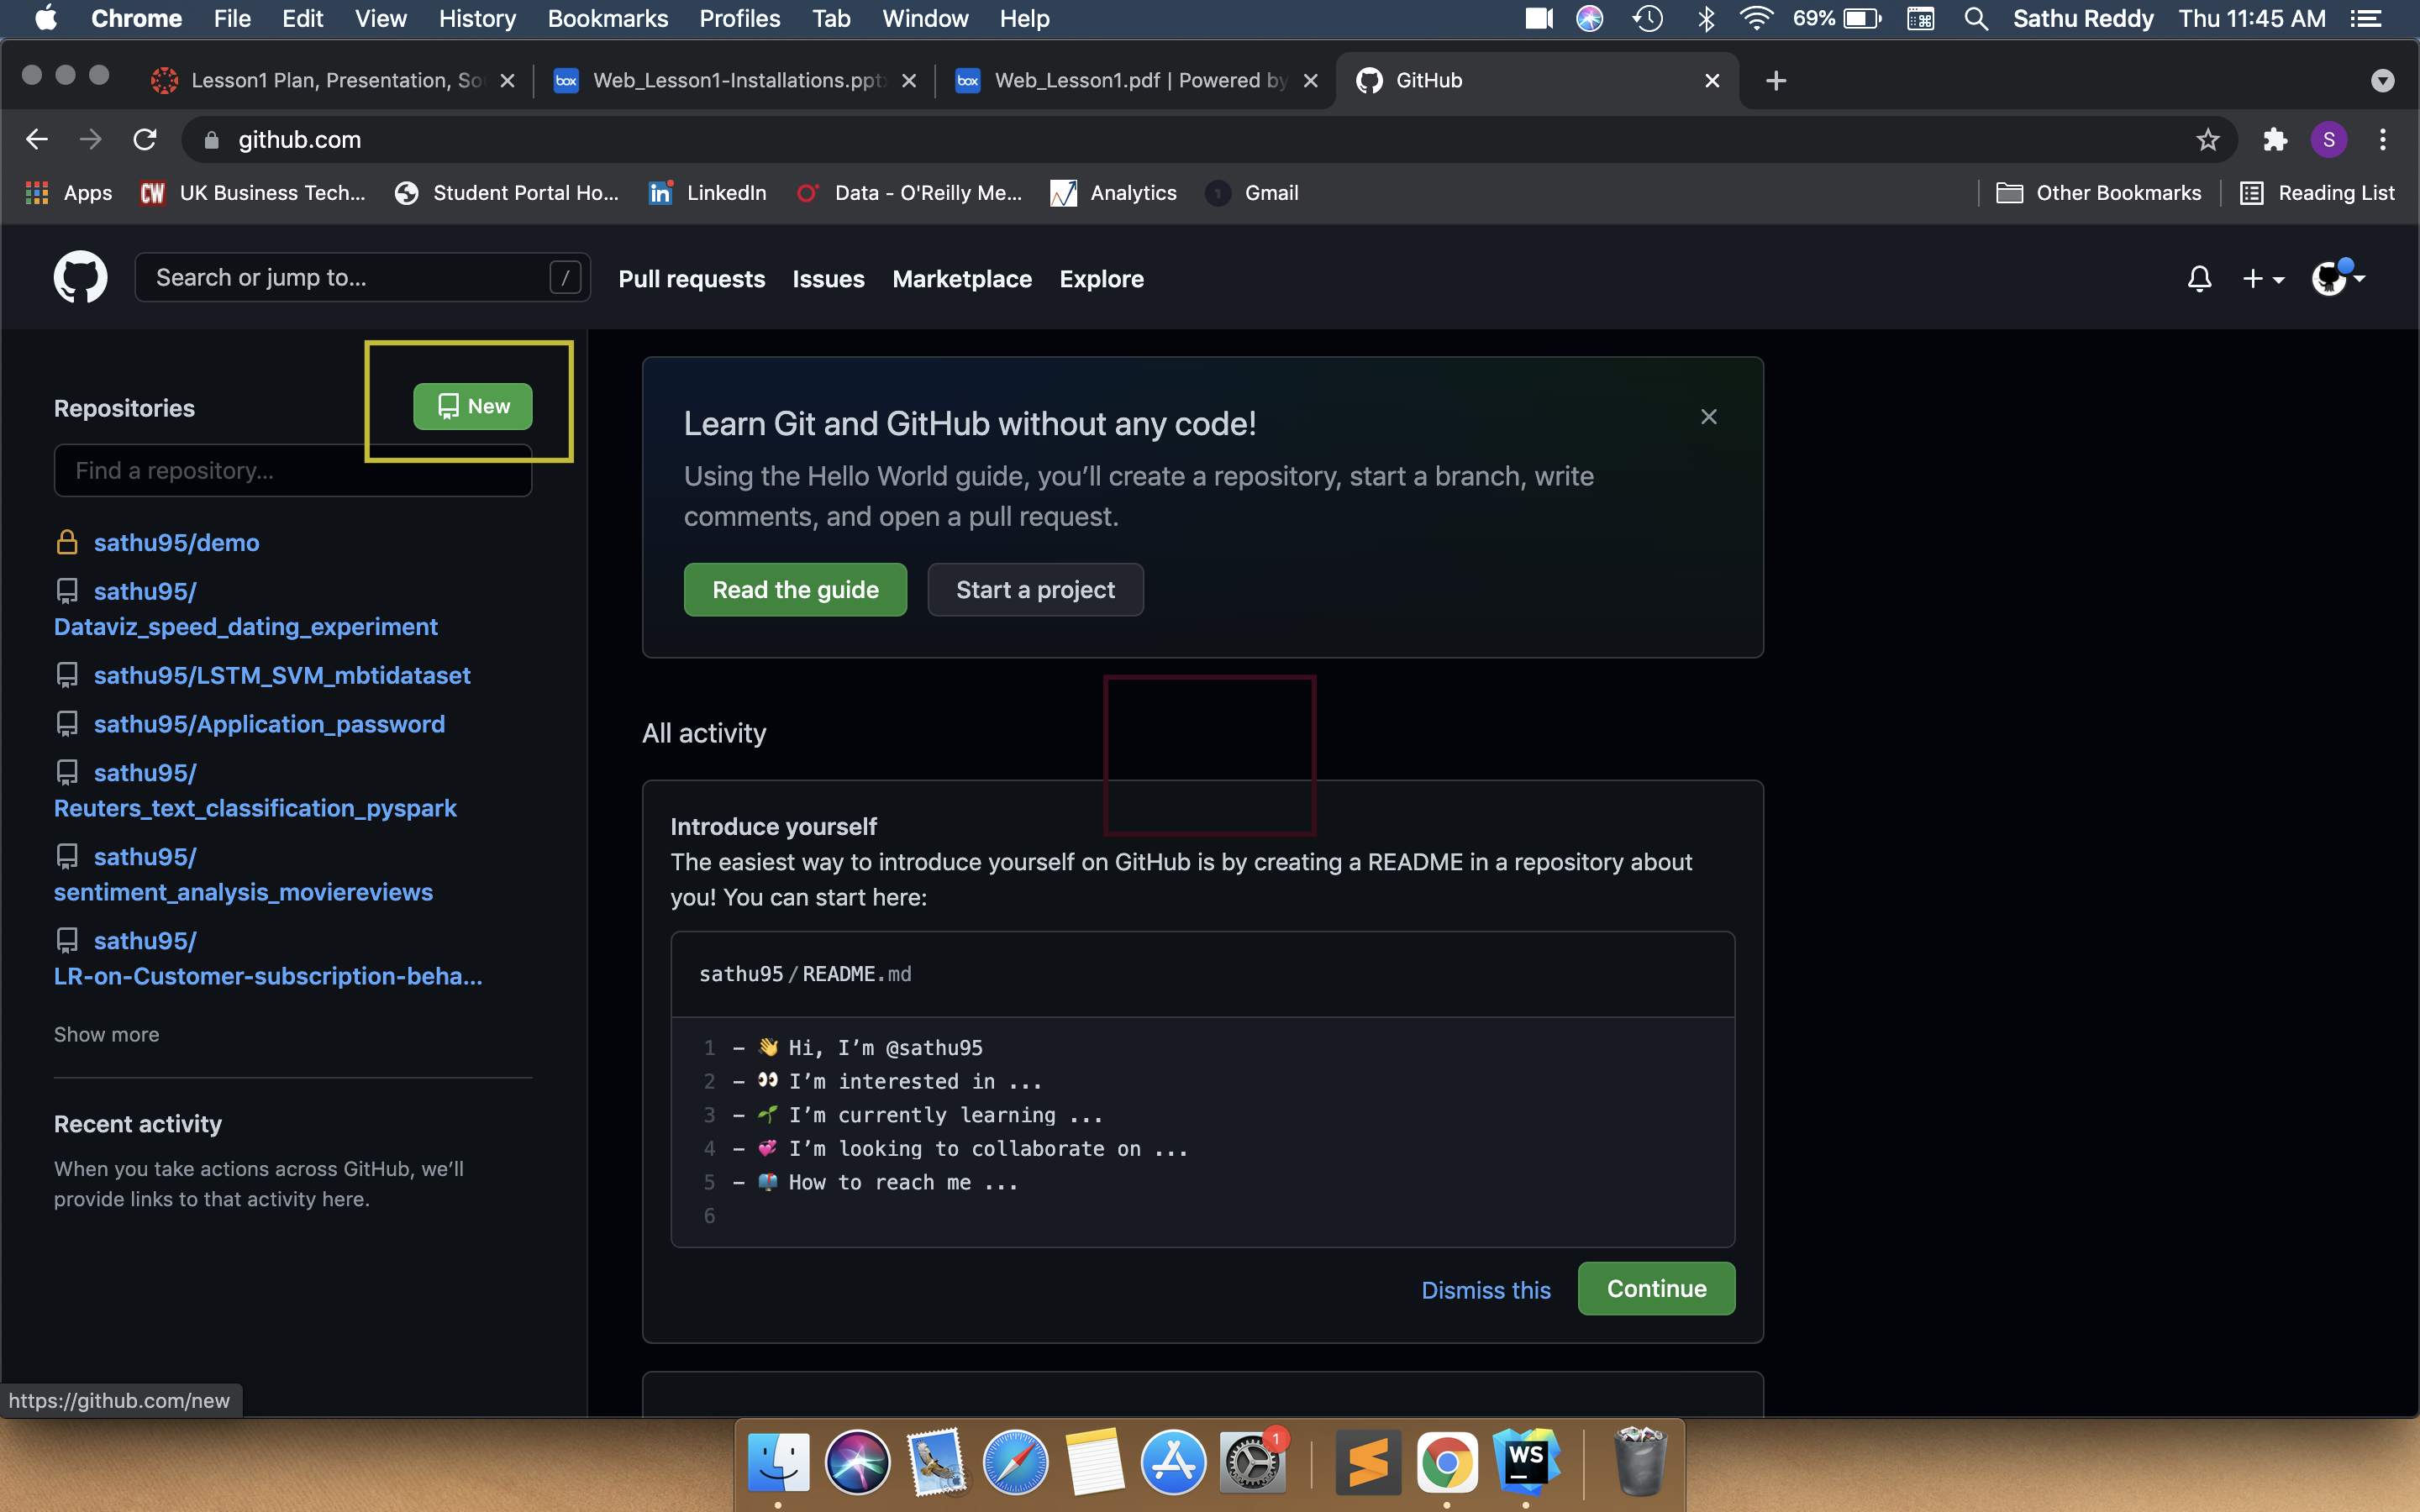 Chrome File Edit View History Bookmarks Profiles Tab Window Help 69% Sathu Reddy Thu 11:45 AM
Lesson1 Plan, Presentation, So box Web_Lesson1-Installations.ppt box Web_Lesson1.pdf | Powered by GitHub
github.com S
Apps CW UK Business Tech... Student Portal Ho... in LinkedIn Data - O'Reilly Me... Analytics Gmail Other Bookmarks Reading List
Search or jump to... / Pull requests Issues Marketplace Explore
Repositories New
Find a repository...
sathu95/demo
sathu95/
Dataviz_speed_dating_experiment
sathu95/LSTM_SVM_mbtidataset
sathu95/Application_password
sathu95/
Reuters_text_classification_pyspark
sathu95/
sentiment_analysis_moviereviews
sathu95/
LR-on-Customer-subscription-beha...
Show more
Recent activity
When you take actions across GitHub, we’ll
provide links to that activity here.
Learn Git and GitHub without any code!
Using the Hello World guide, you’ll create a repository, start a branch, write
comments, and open a pull request.
Read the guide Start a project
All activity
Introduce yourself
The easiest way to introduce yourself on GitHub is by creating a README in a repository about
you! You can start here:
sathu95/README.md
1 - 👋 Hi, I’m @sathu95
2 - 👀 I’m interested in ...
3 - 🌱 I’m currently learning ...
4 - 💞️ I’m looking to collaborate on ...
5 - 📫 How to reach me ...
6
Dismiss this Continue
https://github.com/new
1
WS